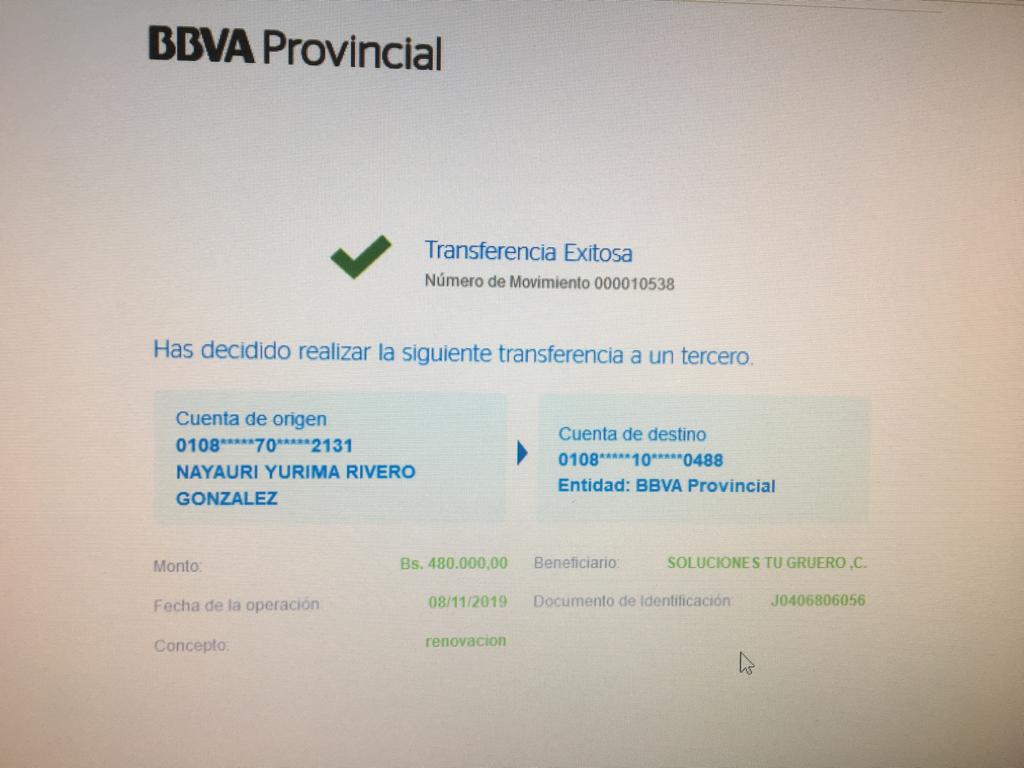 BBVA Provincial
Transferencia Exitosa
Número de Movimiento 000010538
Has decidido realizar la siguiente transferencia a un tercero.
Cuenta de origen
0108*****70*****2131
NAYAURI YURIMA RIVERO
GONZALEZ
Cuenta de destino
0108*****10*****0488
Entidad: BBVA Provincial
Monto: Bs. 480.000,00
Beneficiario: SOLUCIONES TU GRUERO ,C.
Fecha de la operación: 08/11/2019
Documento de Identificación: J0406806056
Concepto: renovacion